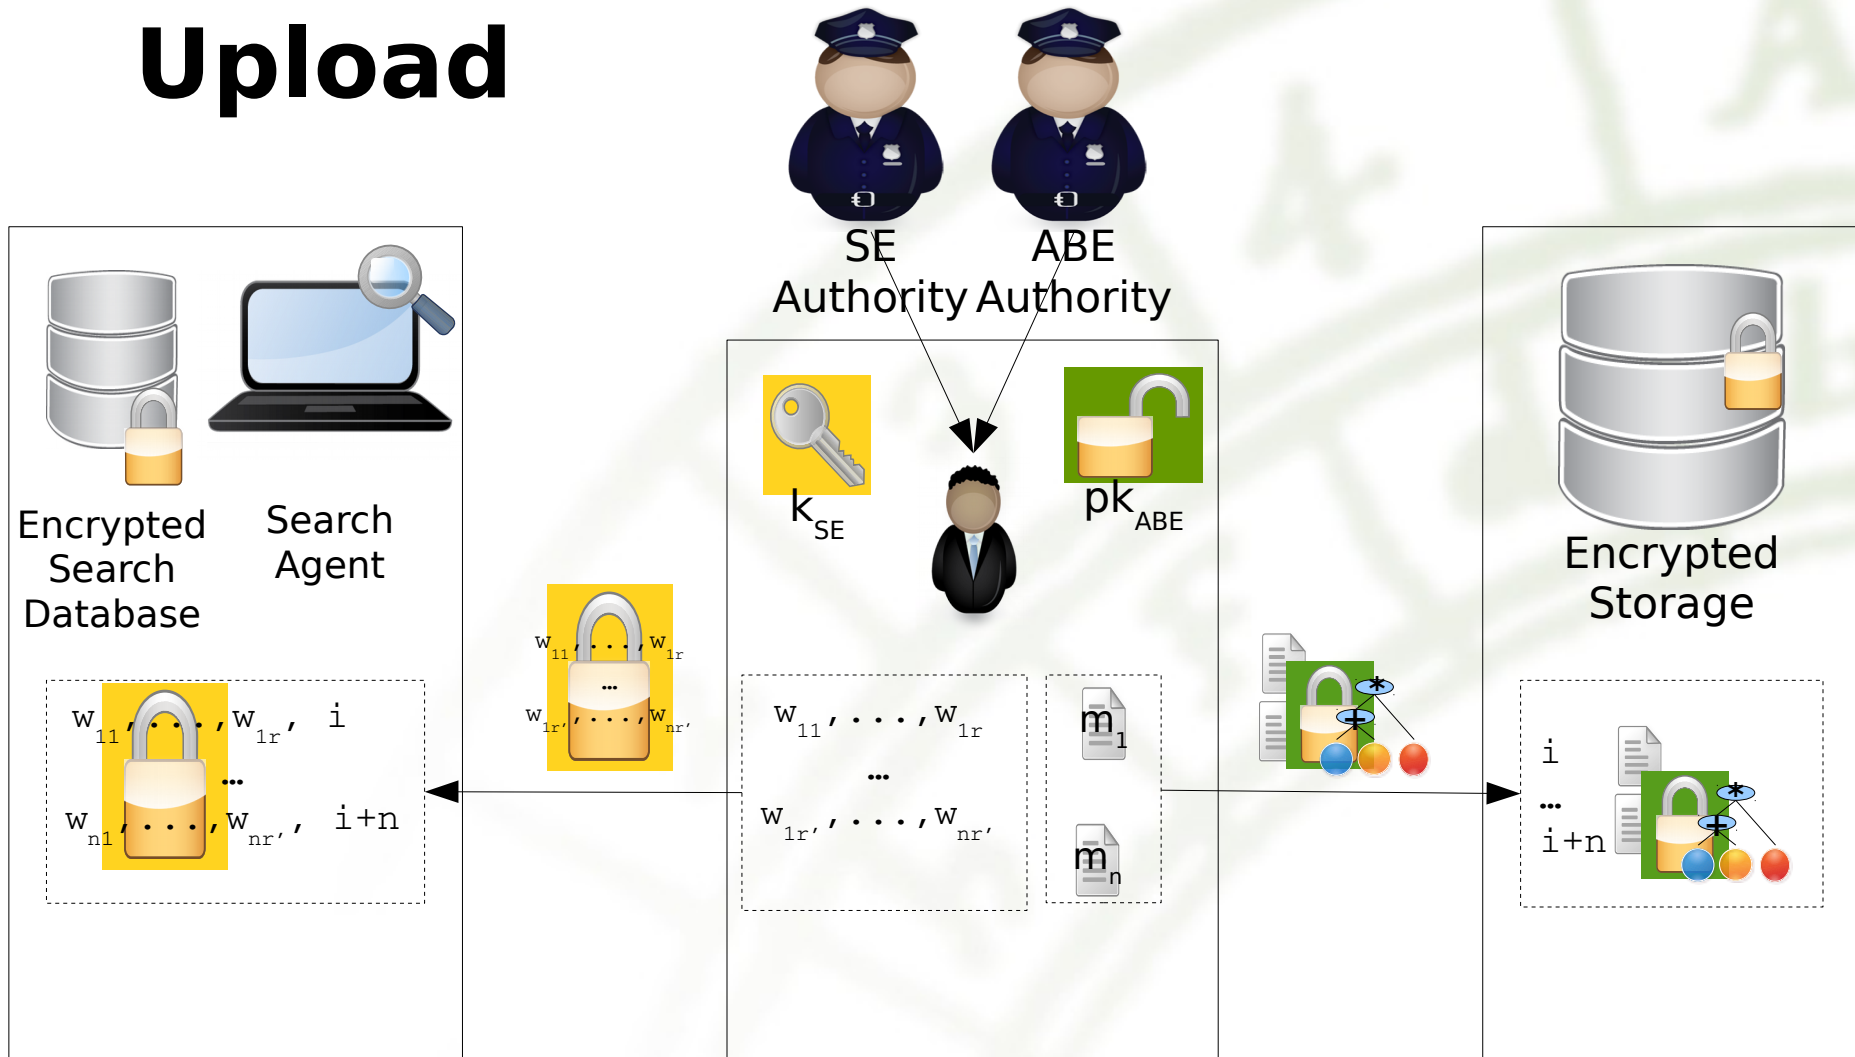 Upload
SE
Authority
ABE
Authority
Encrypted
Search
Database
Search
Agent
k_SE
pk_ABE
Encrypted
Storage
w_11,...,w_1r
...
w_1r',...,w_nr'
w_11,...,w_1r, i
...
w_n1,...,w_nr', i+n
w_11,...,w_1r
...
w_1r',...,w_nr'
m_1
m_n
*
+
i
...
i+n
*
+